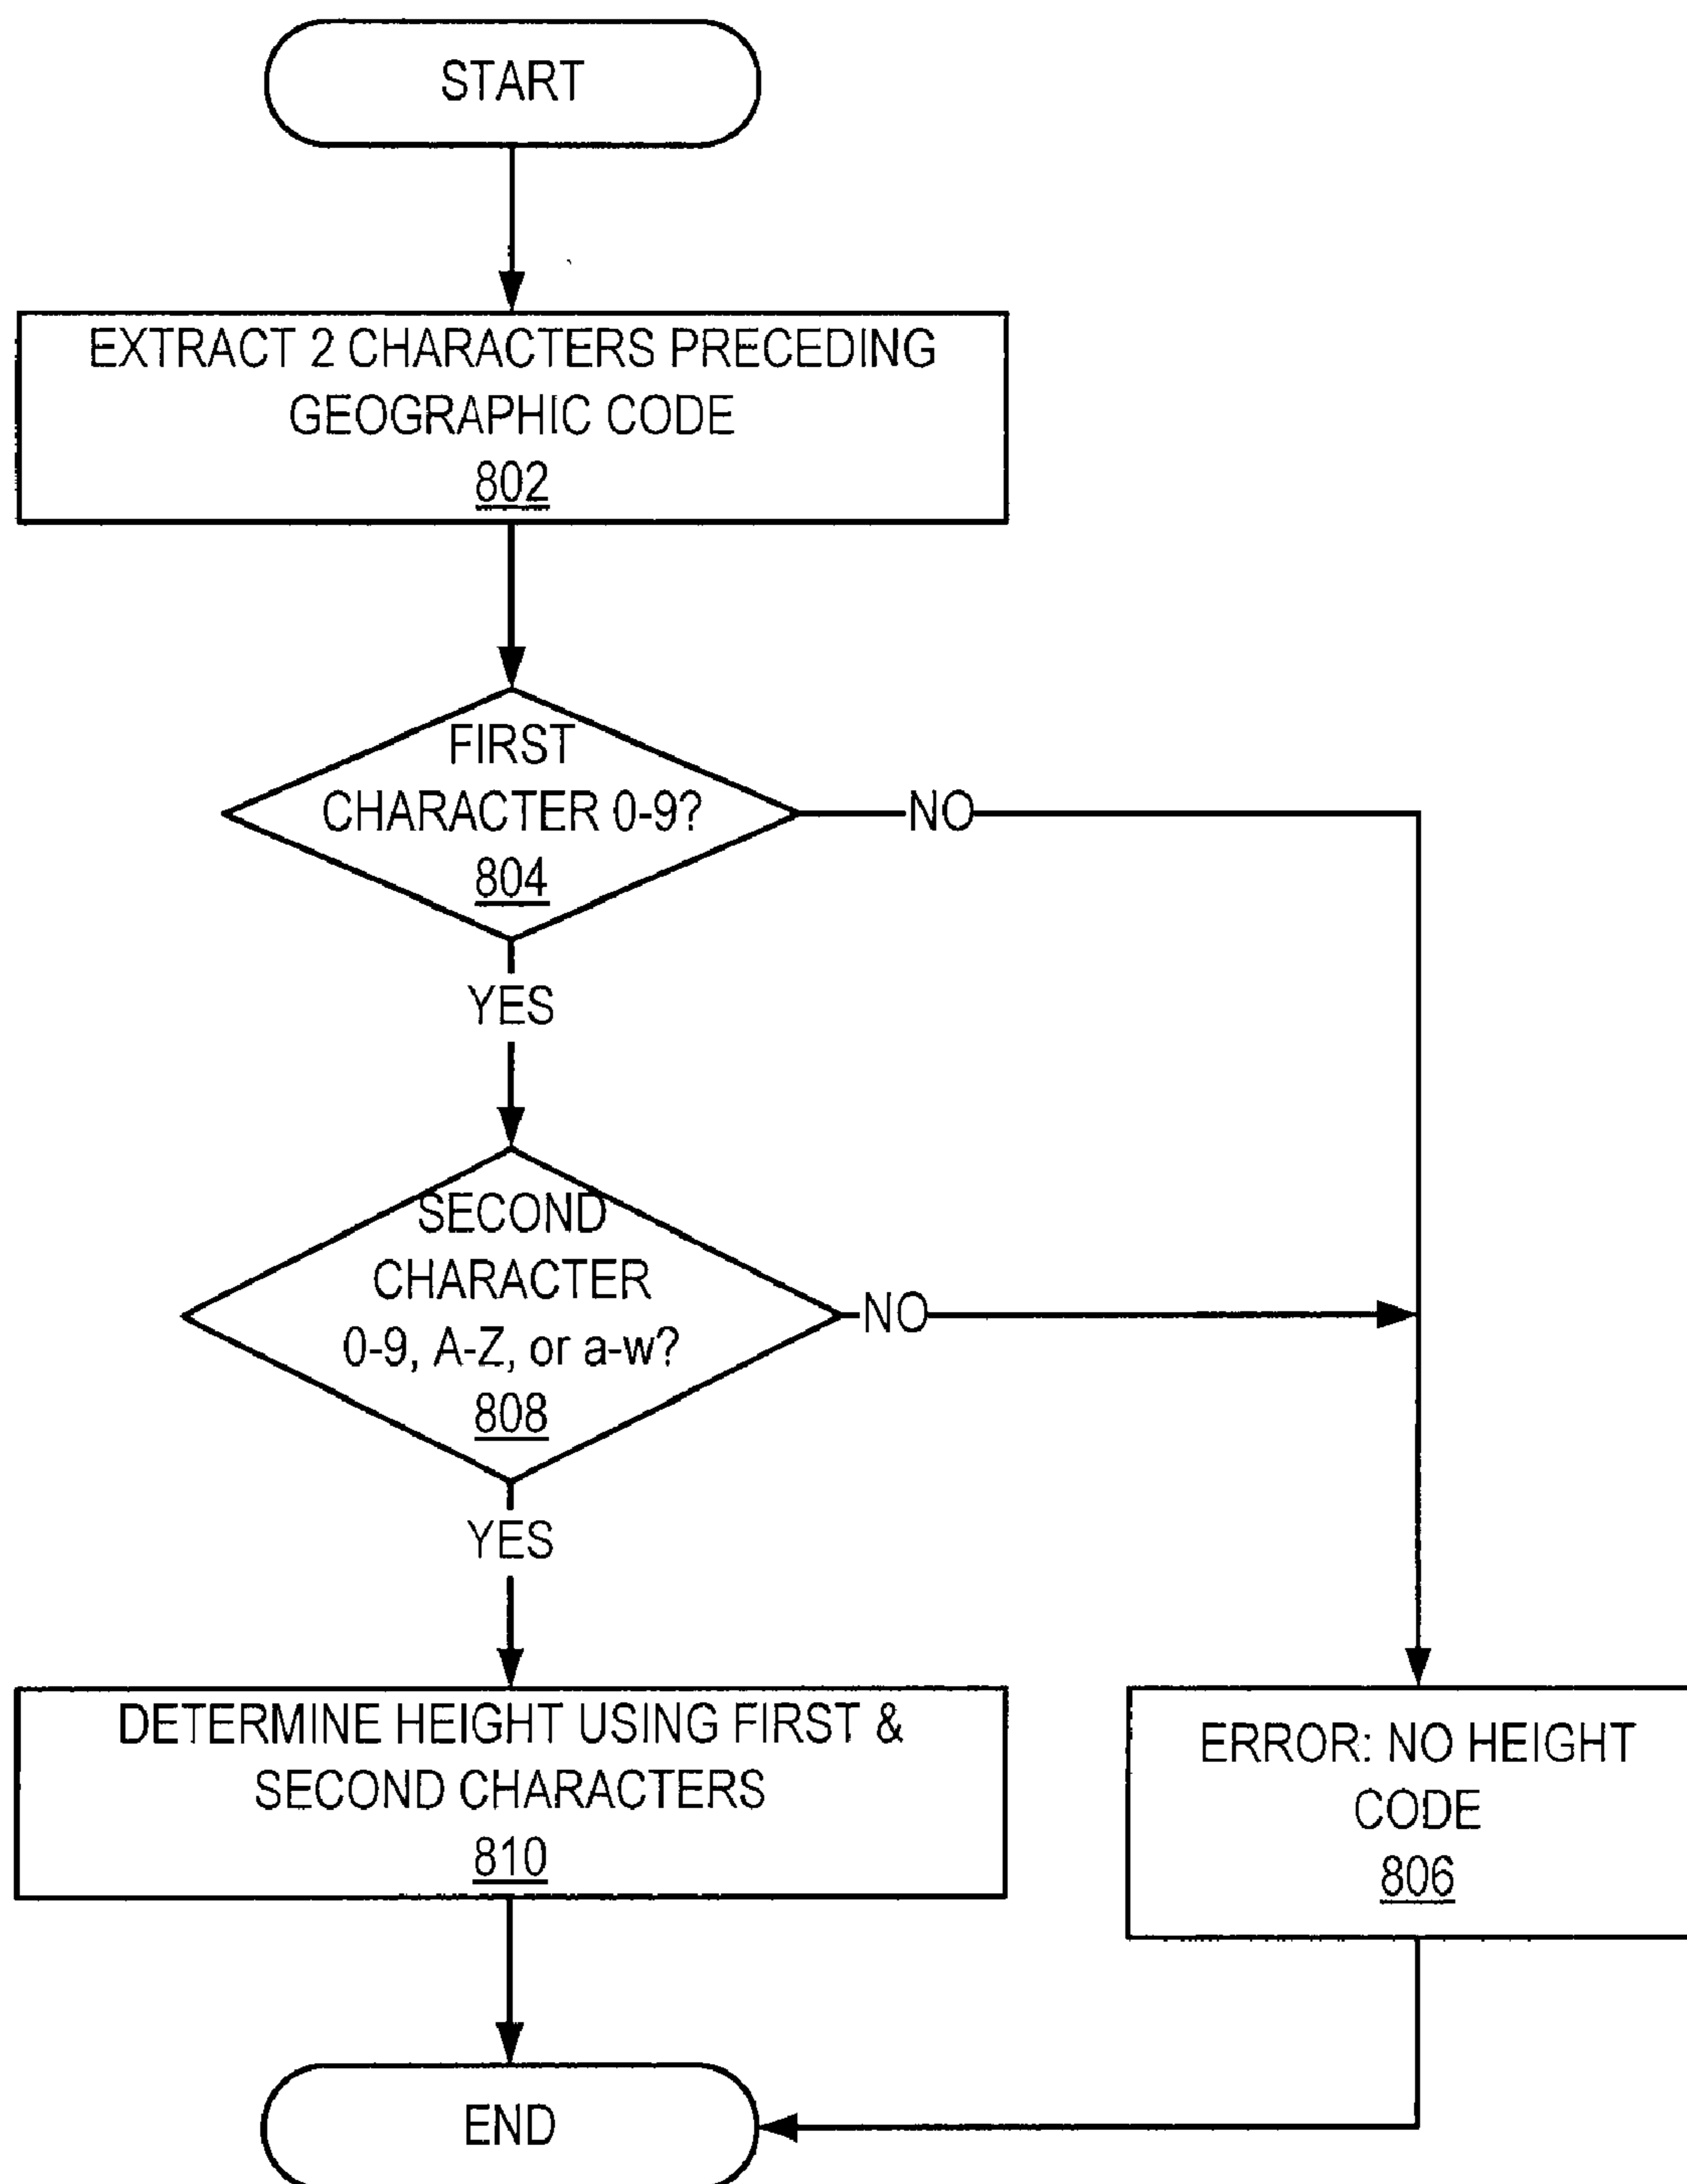 START
EXTRACT 2 CHARACTERS PRECEDING
GEOGRAPHIC CODE
802
FIRST
CHARACTER 0-9?
804
NO
YES
SECOND
CHARACTER
0-9, A-Z, or a-w?
808
NO
YES
DETERMINE HEIGHT USING FIRST &
SECOND CHARACTERS
810
ERROR: NO HEIGHT
CODE
806
END